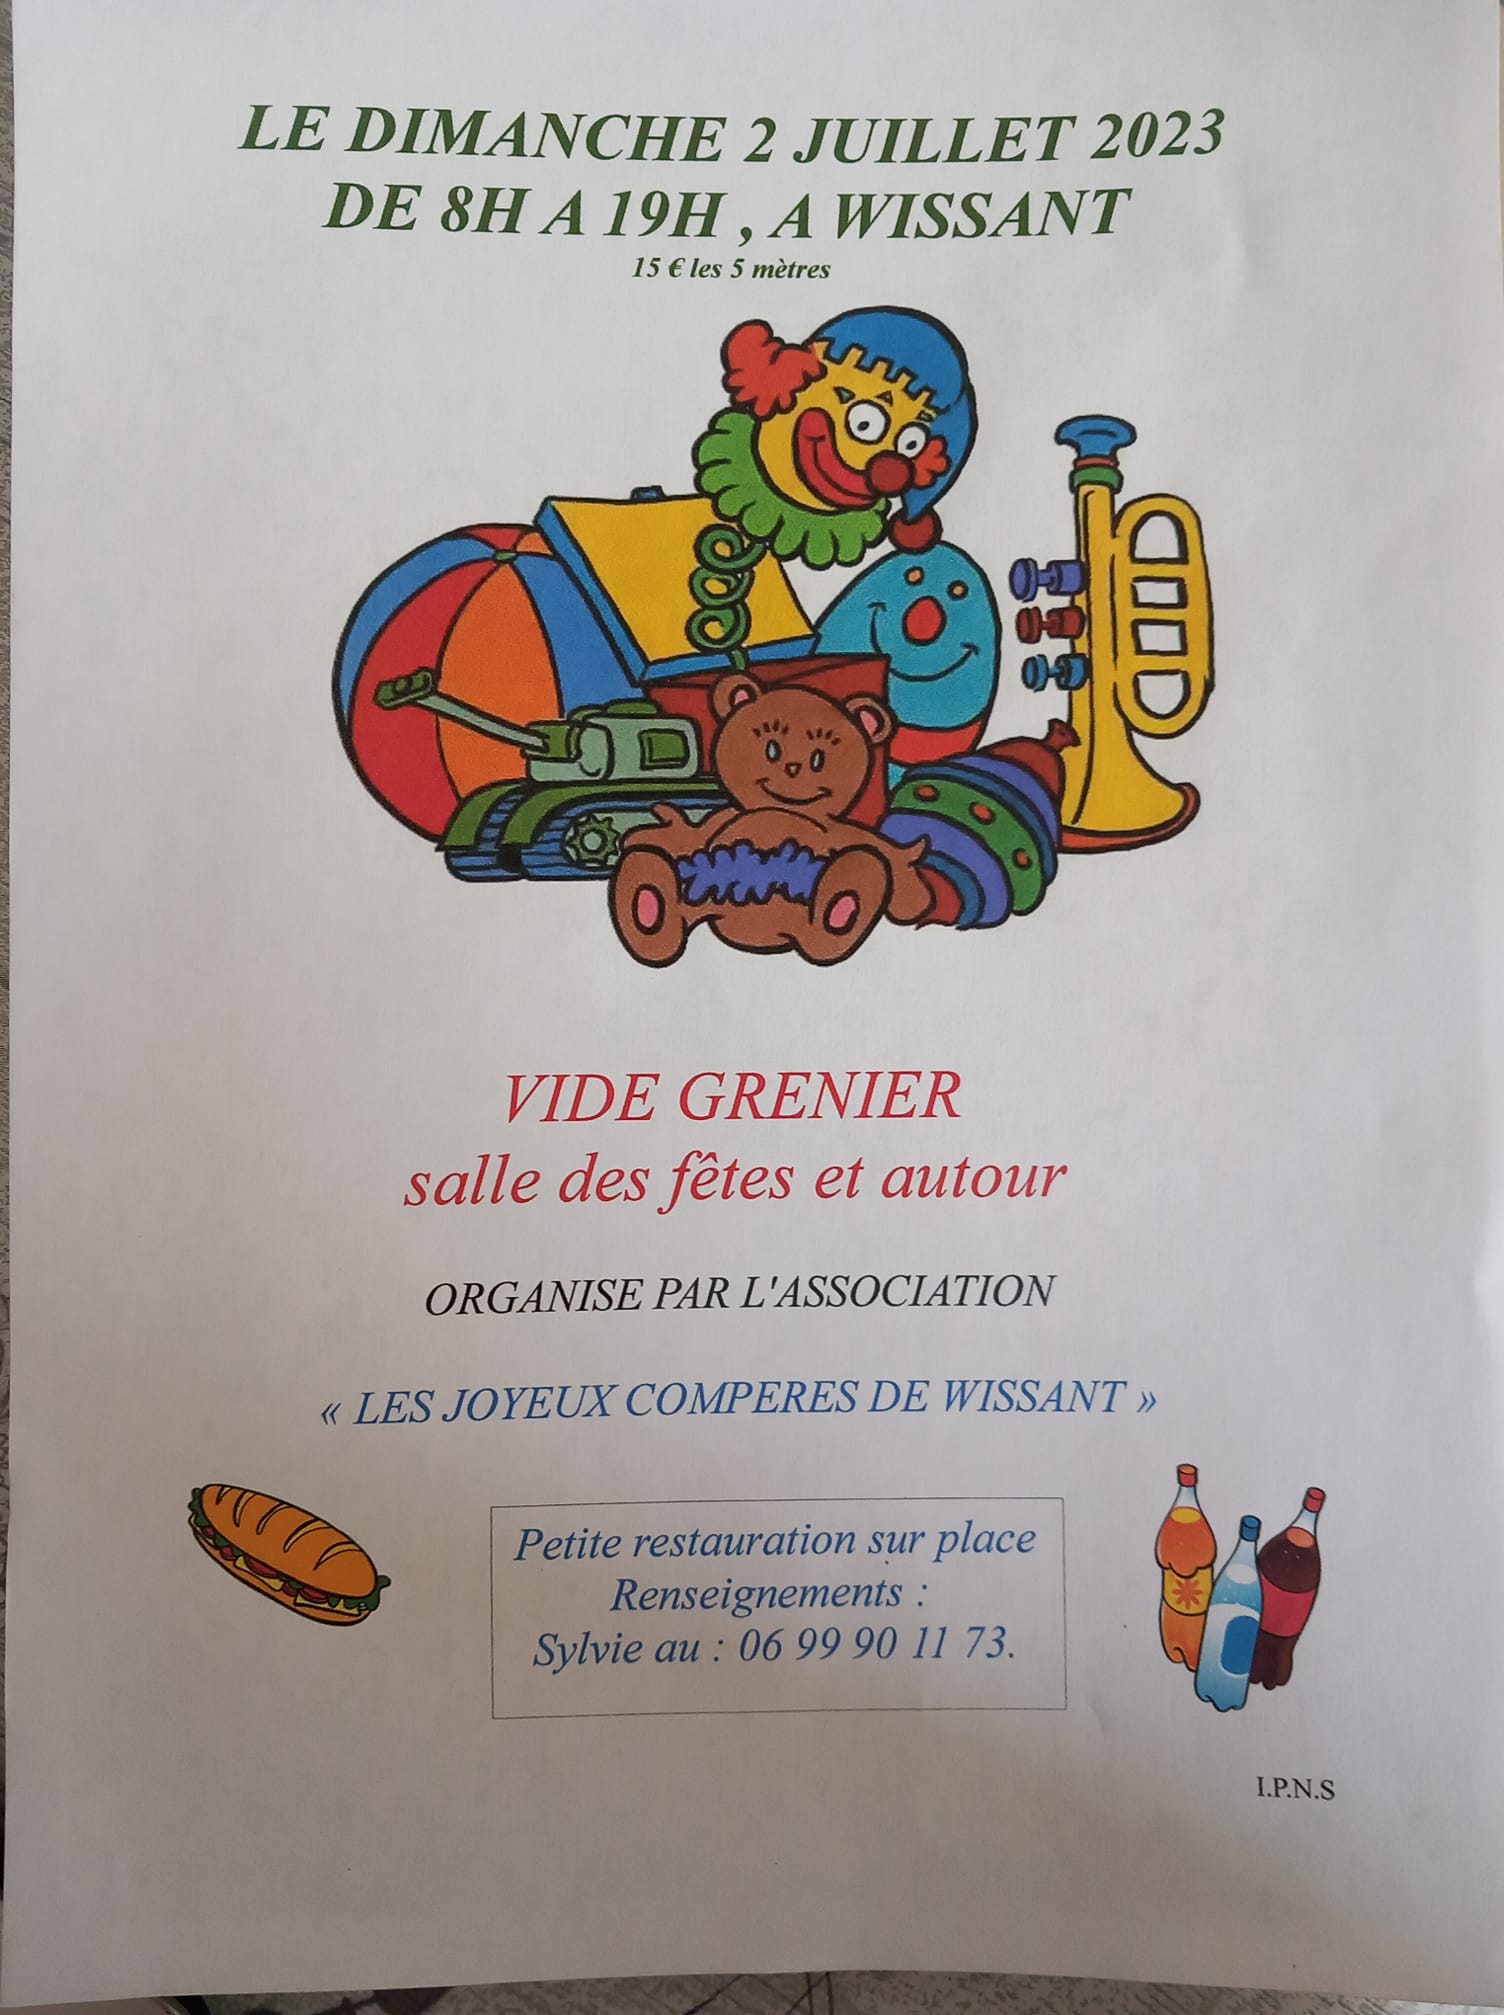 LE DIMANCHE 2 JUILLET 2023
DE 8H A 19H , A WISSANT
15 € les 5 mètres
VIDE GRENIER
salle des fêtes et autour
ORGANISE PAR L'ASSOCIATION
« LES JOYEUX COMPERES DE WISSANT »
Petite restauration sur place
Renseignements :
Sylvie au : 06 99 90 11 73.
I.P.N.S